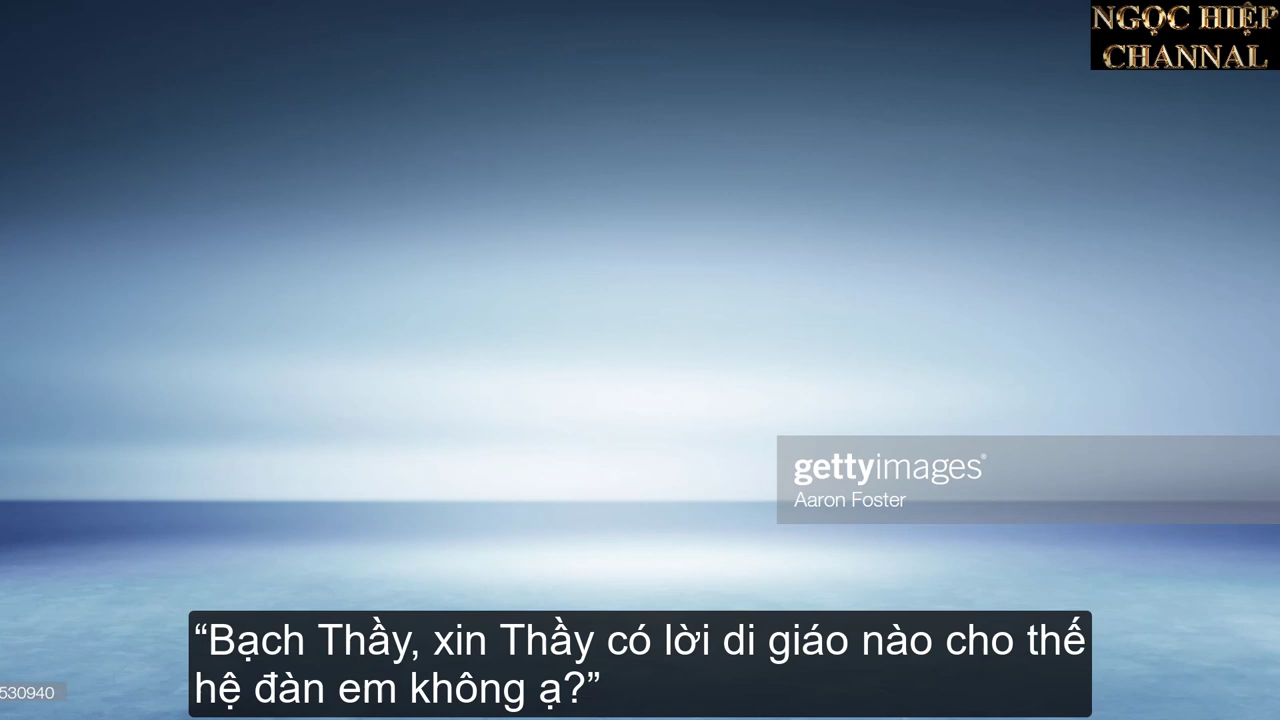 NGỌC HIỆP
CHANNAL
gettyimages®
Aaron Foster
“Bạch Thầy, xin Thầy có lời di giáo nào cho thế
hệ đàn em không ạ?”
530940